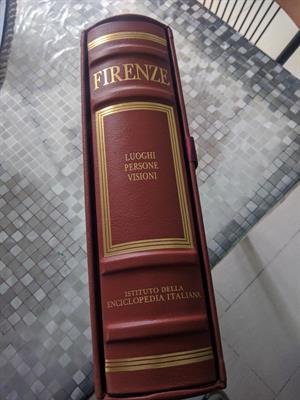 FIRENZE
LUOGHI
PERSONE
VISIONI
ISTITUTO DELLA
ENCICLOPEDIA ITALIANA